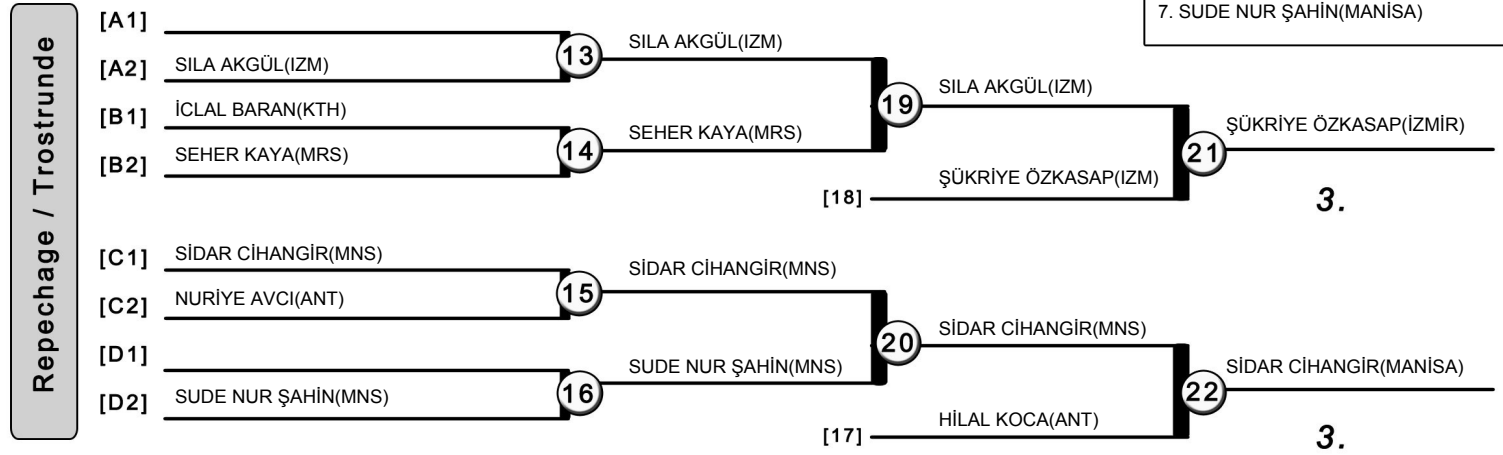 7. SUDE NUR ŞAHİN(MANİSA)
Repechage / Trostrunde
[A1]
[A2] SILA AKGÜL(IZM)
13
SILA AKGÜL(IZM)
[B1] İCLAL BARAN(KTH)
[B2] SEHER KAYA(MRS)
14
SEHER KAYA(MRS)
19
SILA AKGÜL(IZM)
[18] ŞÜKRİYE ÖZKASAP(IZM)
21
ŞÜKRİYE ÖZKASAP(İZMİR)
3.
[C1] SİDAR CİHANGİR(MNS)
[C2] NURİYE AVCI(ANT)
15
SİDAR CİHANGİR(MNS)
[D1]
[D2] SUDE NUR ŞAHİN(MNS)
16
SUDE NUR ŞAHİN(MNS)
20
SİDAR CİHANGİR(MNS)
[17] HİLAL KOCA(ANT)
22
SİDAR CİHANGİR(MANİSA)
3.